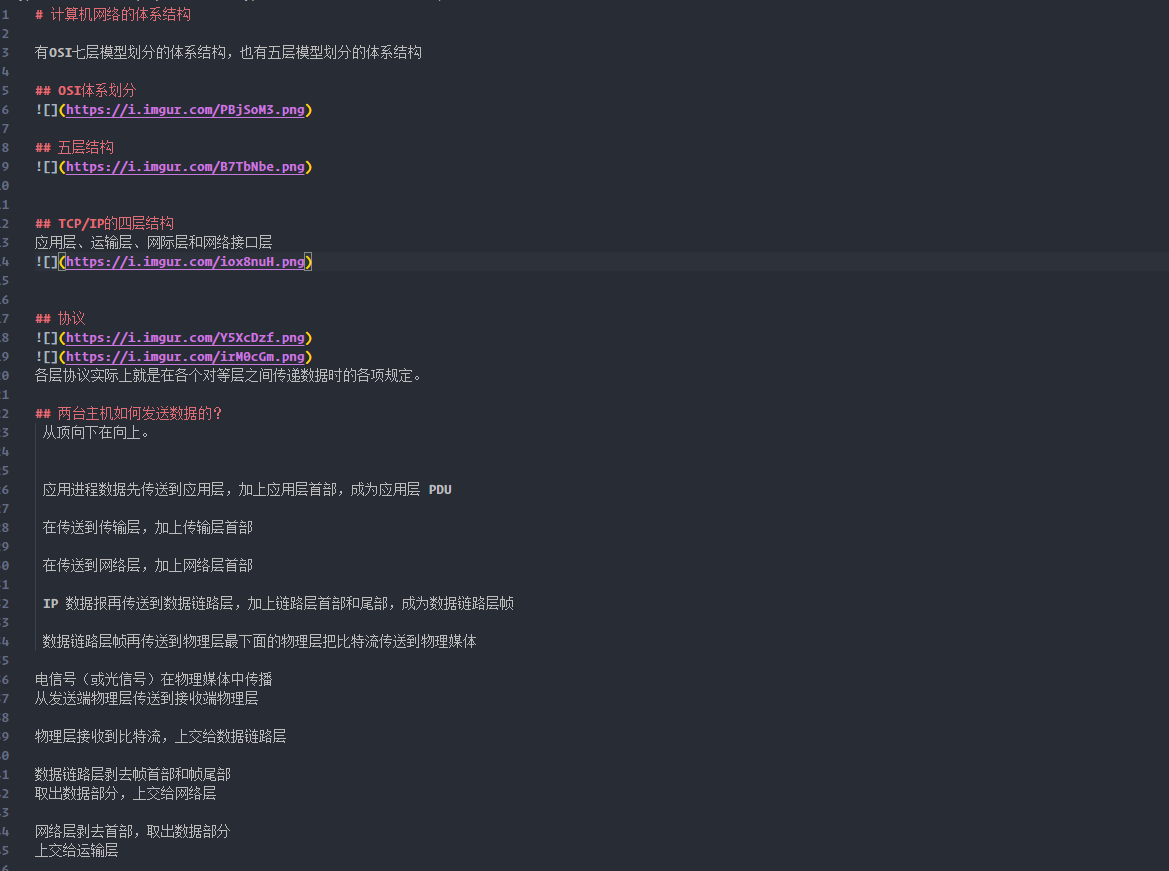 1 # 计算机网络的体系结构
2
3 有OSI七层模型划分的体系结构，也有五层模型划分的体系结构
4
5 ## OSI体系划分
6 ![](https://i.imgur.com/PBjSoM3.png)
7
8 ## 五层结构
9 ![](https://i.imgur.com/B7TbNbe.png)
0
1
2 ## TCP/IP的四层结构
3 应用层、运输层、网际层和网络接口层
4 ![](https://i.imgur.com/iox8nuH.png)
5
6
7 ## 协议
8 ![](https://i.imgur.com/Y5XcDzf.png)
9 ![](https://i.imgur.com/irM0cGm.png)
0 各层协议实际上就是在各个对等层之间传递数据时的各项规定。
1
2 ## 两台主机如何发送数据的？
3 从顶向下在向上。
4
5
6 应用进程数据先传送到应用层，加上应用层首部，成为应用层 PDU
7
8 在传送到传输层，加上传输层首部
9
0 在传送到网络层，加上网络层首部
1
2 IP 数据报再传送到数据链路层，加上链路层首部和尾部，成为数据链路层帧
3
4 数据链路层帧再传送到物理层最下面的物理层把比特流传送到物理媒体
5
6 电信号（或光信号）在物理媒体中传播
7 从发送端物理层传送到接收端物理层
8
9 物理层接收到比特流，上交给数据链路层
0
1 数据链路层剥去帧首部和帧尾部
2 取出数据部分，上交给网络层
3
4 网络层剥去首部，取出数据部分
5 上交给运输层
6